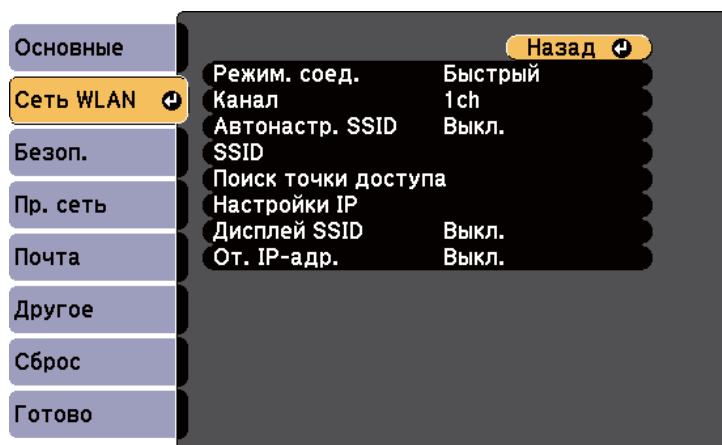 Основные
Сеть WLAN
Безоп.
Пр. сеть
Почта
Другое
Сброс
Готово
Назад
Режим. соед. Быстрый
Канал 1ch
Автонастр. SSID Выкл.
SSID
Поиск точки доступа
Настройки IP
Дисплей SSID Выкл.
От. IP-адр. Выкл.